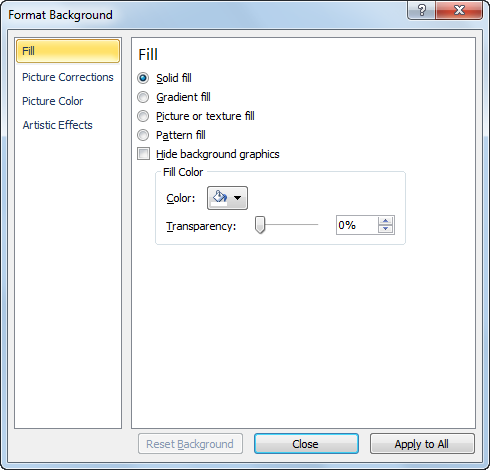 Format Background
?
Fill
Picture Corrections
Picture Color
Artistic Effects
Fill
Solid fill
Gradient fill
Picture or texture fill
Pattern fill
Hide background graphics
Fill Color
Color:
Transparency: 0%
Reset Background Close Apply to All